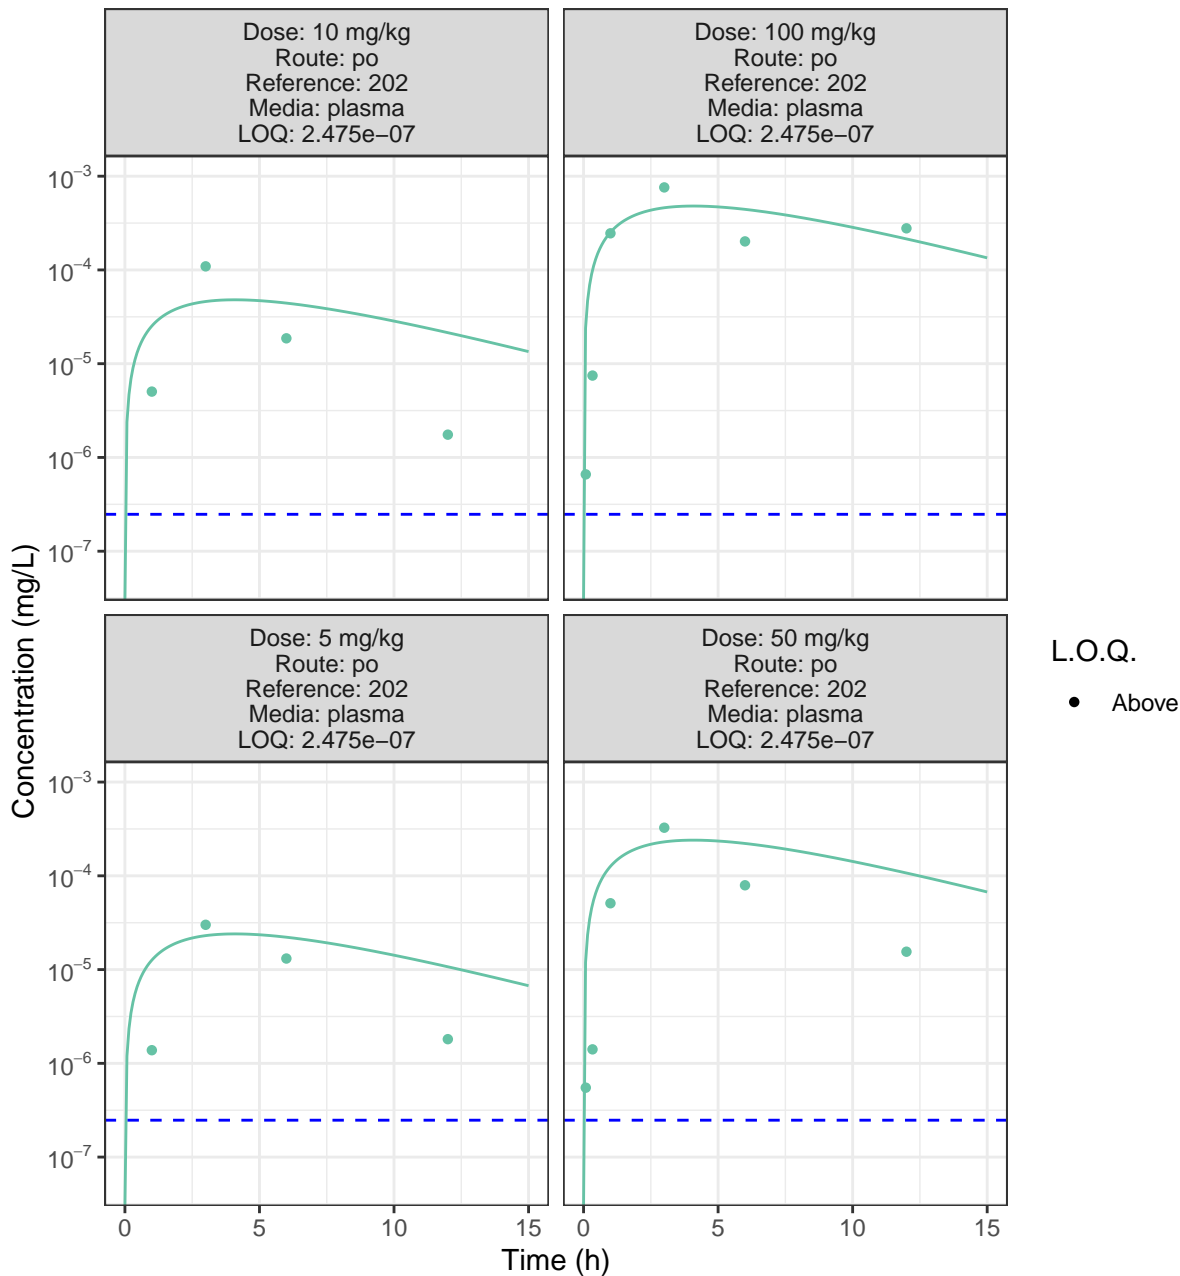 Dose: 10 mg/kg
Route: po
Reference: 202
Media: plasma
LOQ: 2.475e−07
Dose: 100 mg/kg
Route: po
Reference: 202
Media: plasma
LOQ: 2.475e−07
10⁻³
10⁻⁴
10⁻⁵
10⁻⁶
10⁻⁷
Concentration (mg/L)
Dose: 5 mg/kg
Route: po
Reference: 202
Media: plasma
LOQ: 2.475e−07
Dose: 50 mg/kg
Route: po
Reference: 202
Media: plasma
LOQ: 2.475e−07
10⁻³
10⁻⁴
10⁻⁵
10⁻⁶
10⁻⁷
0 5 10 15
0 5 10 15
Time (h)
L.O.Q.
Above